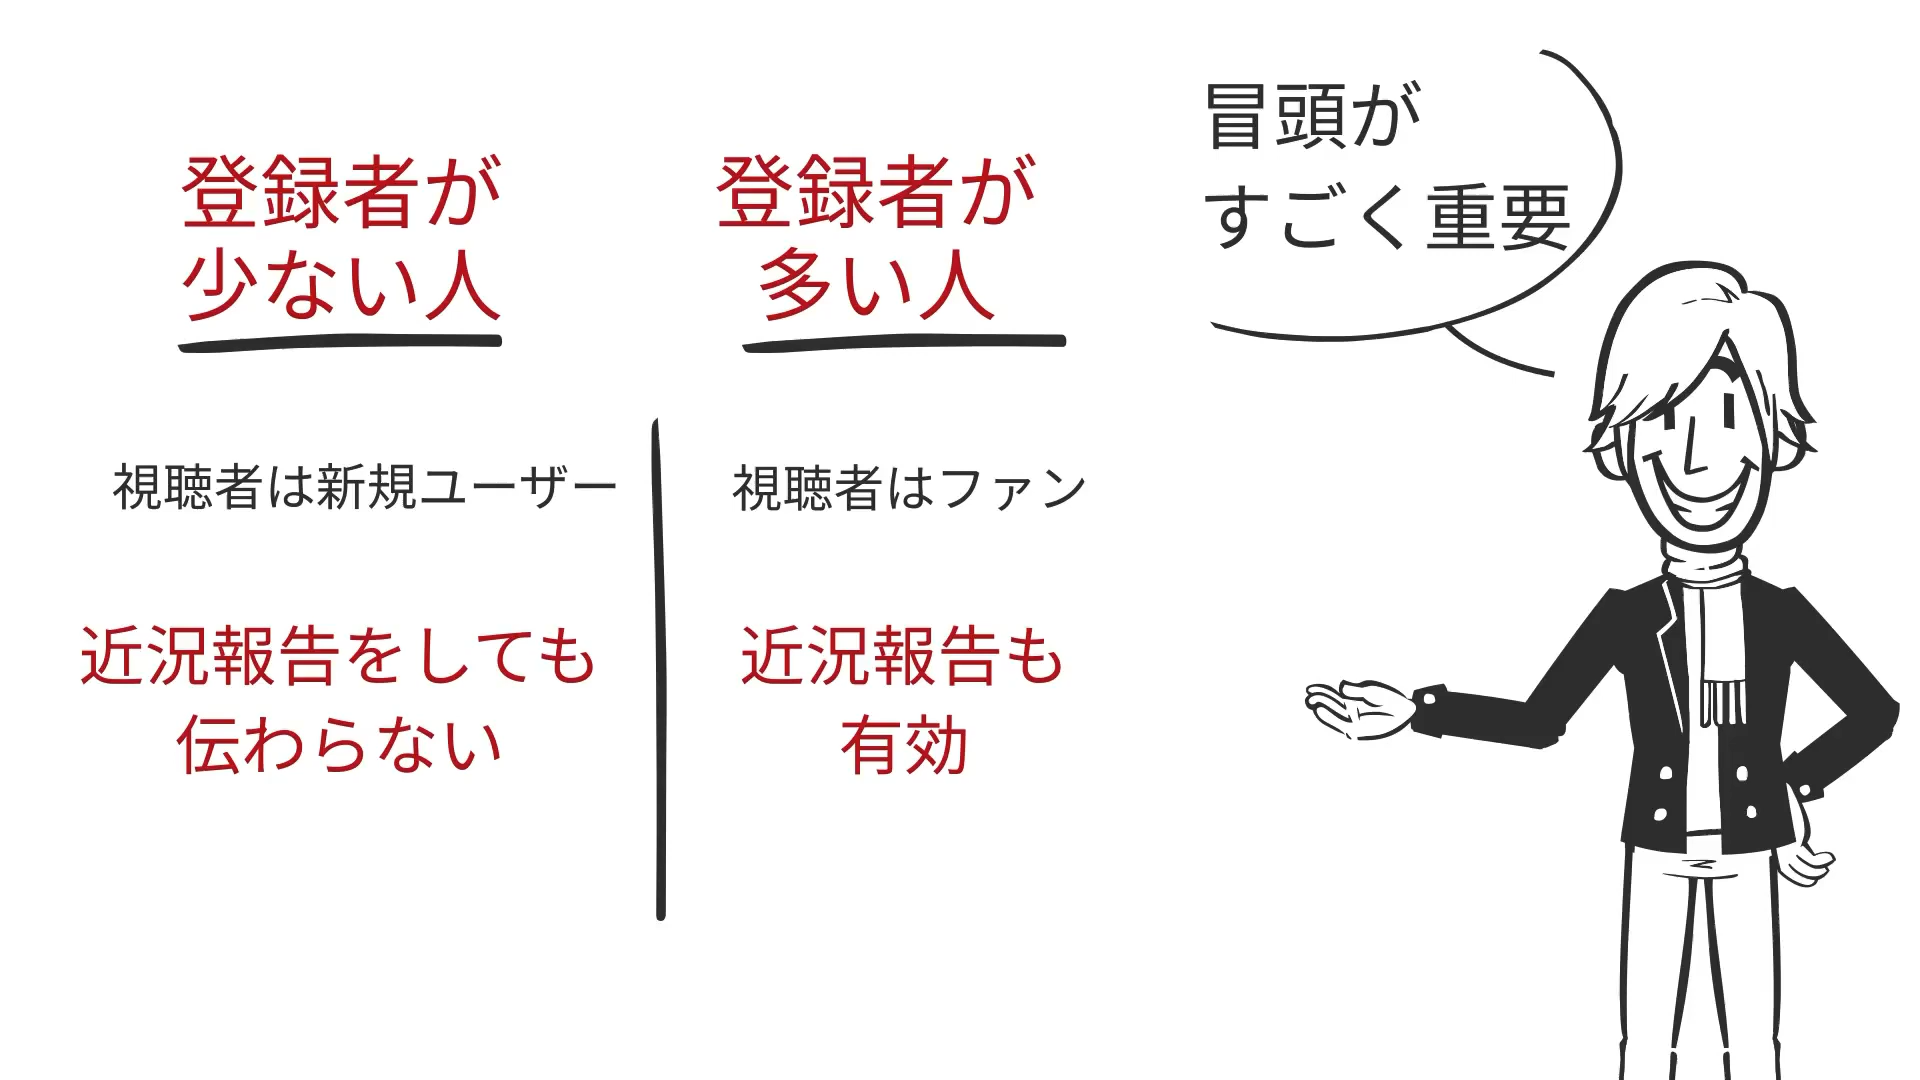 登録者が
少ない人
視聴者は新規ユーザー
近況報告をしても
伝わらない
登録者が
多い人
視聴者はファン
近況報告も
有効
冒頭が
すごく重要